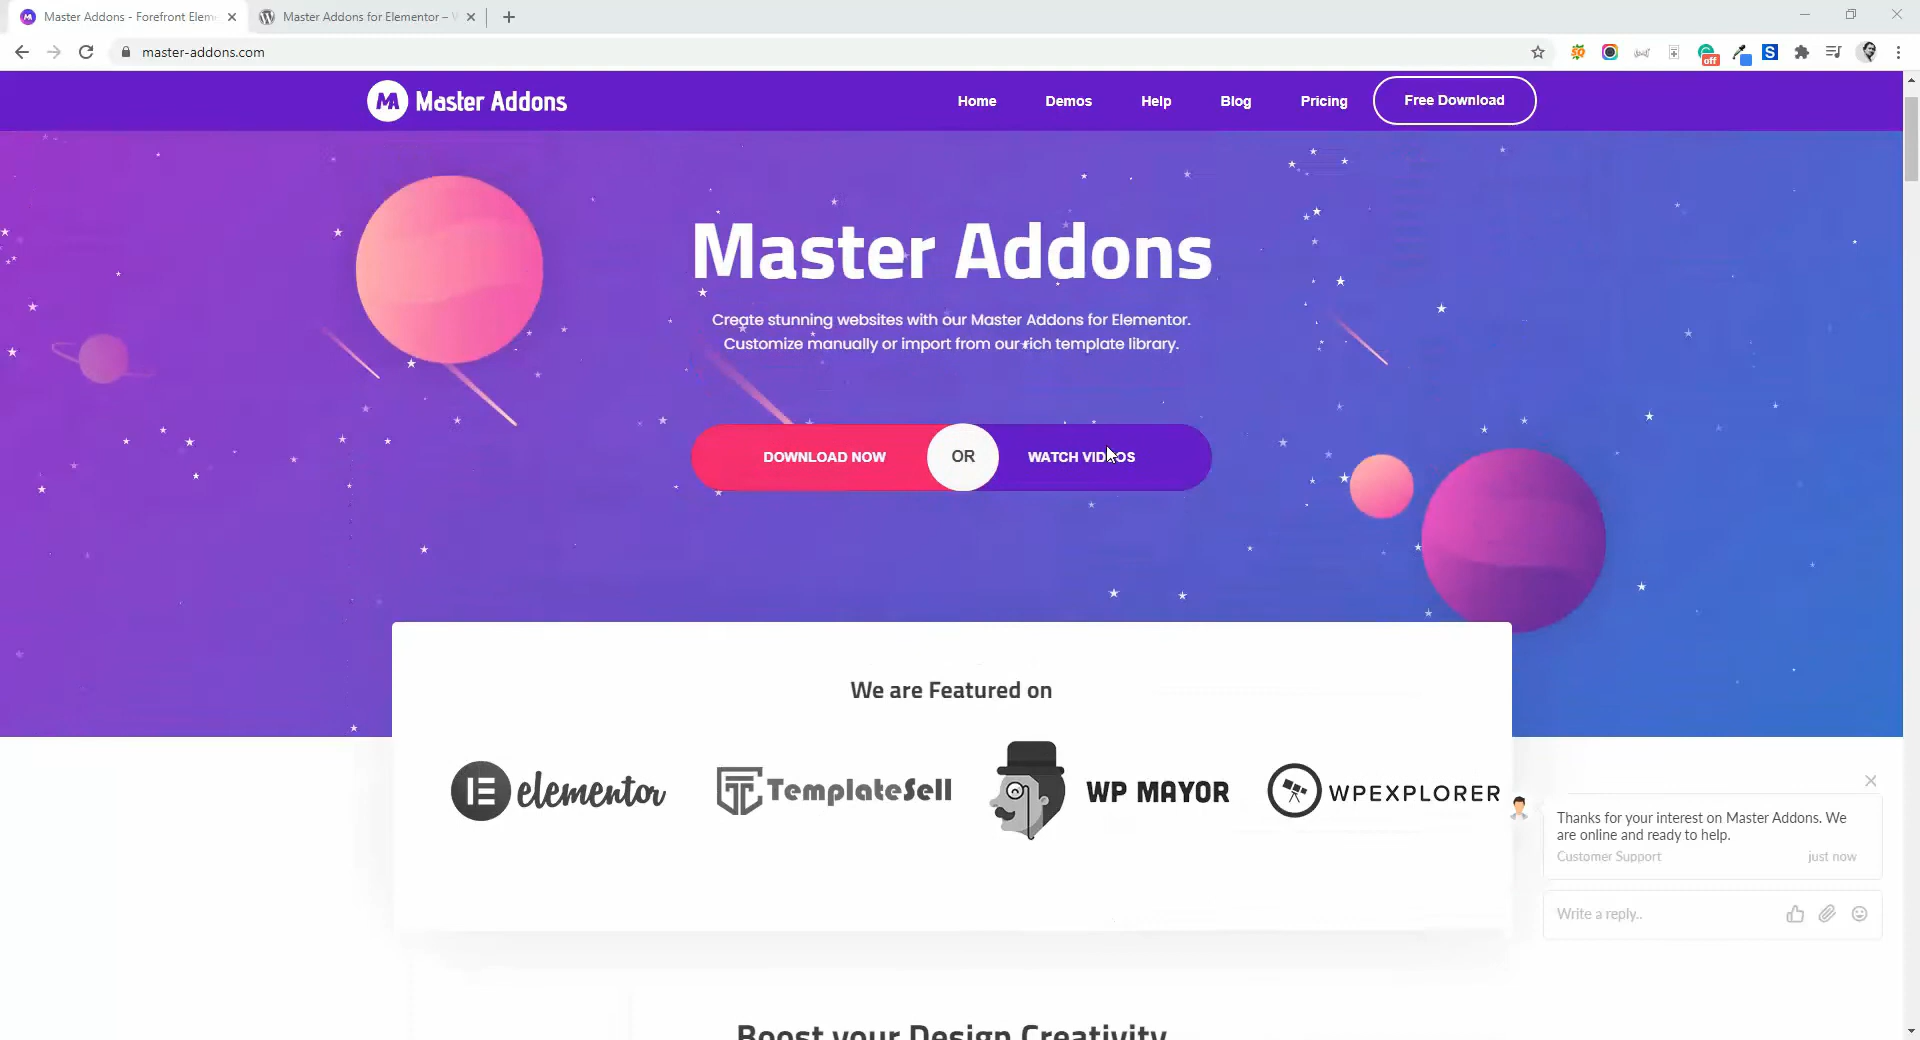 Master Addons - Forefront Elem
Master Addons for Elementor –
master-addons.com
off
S
MA Master Addons
Home
Demos
Help
Blog
Pricing
Free Download
Master Addons
Create stunning websites with our Master Addons for Elementor.
Customize manually or import from our rich template library.
DOWNLOAD NOW
OR
WATCH VIDEOS
We are Featured on
elementor
TemplateSell
WP MAYOR
WPEXPLORER
Thanks for your interest on Master Addons. We
are online and ready to help.
Customer Support
just now
Write a reply..
Boost your Design Creativity